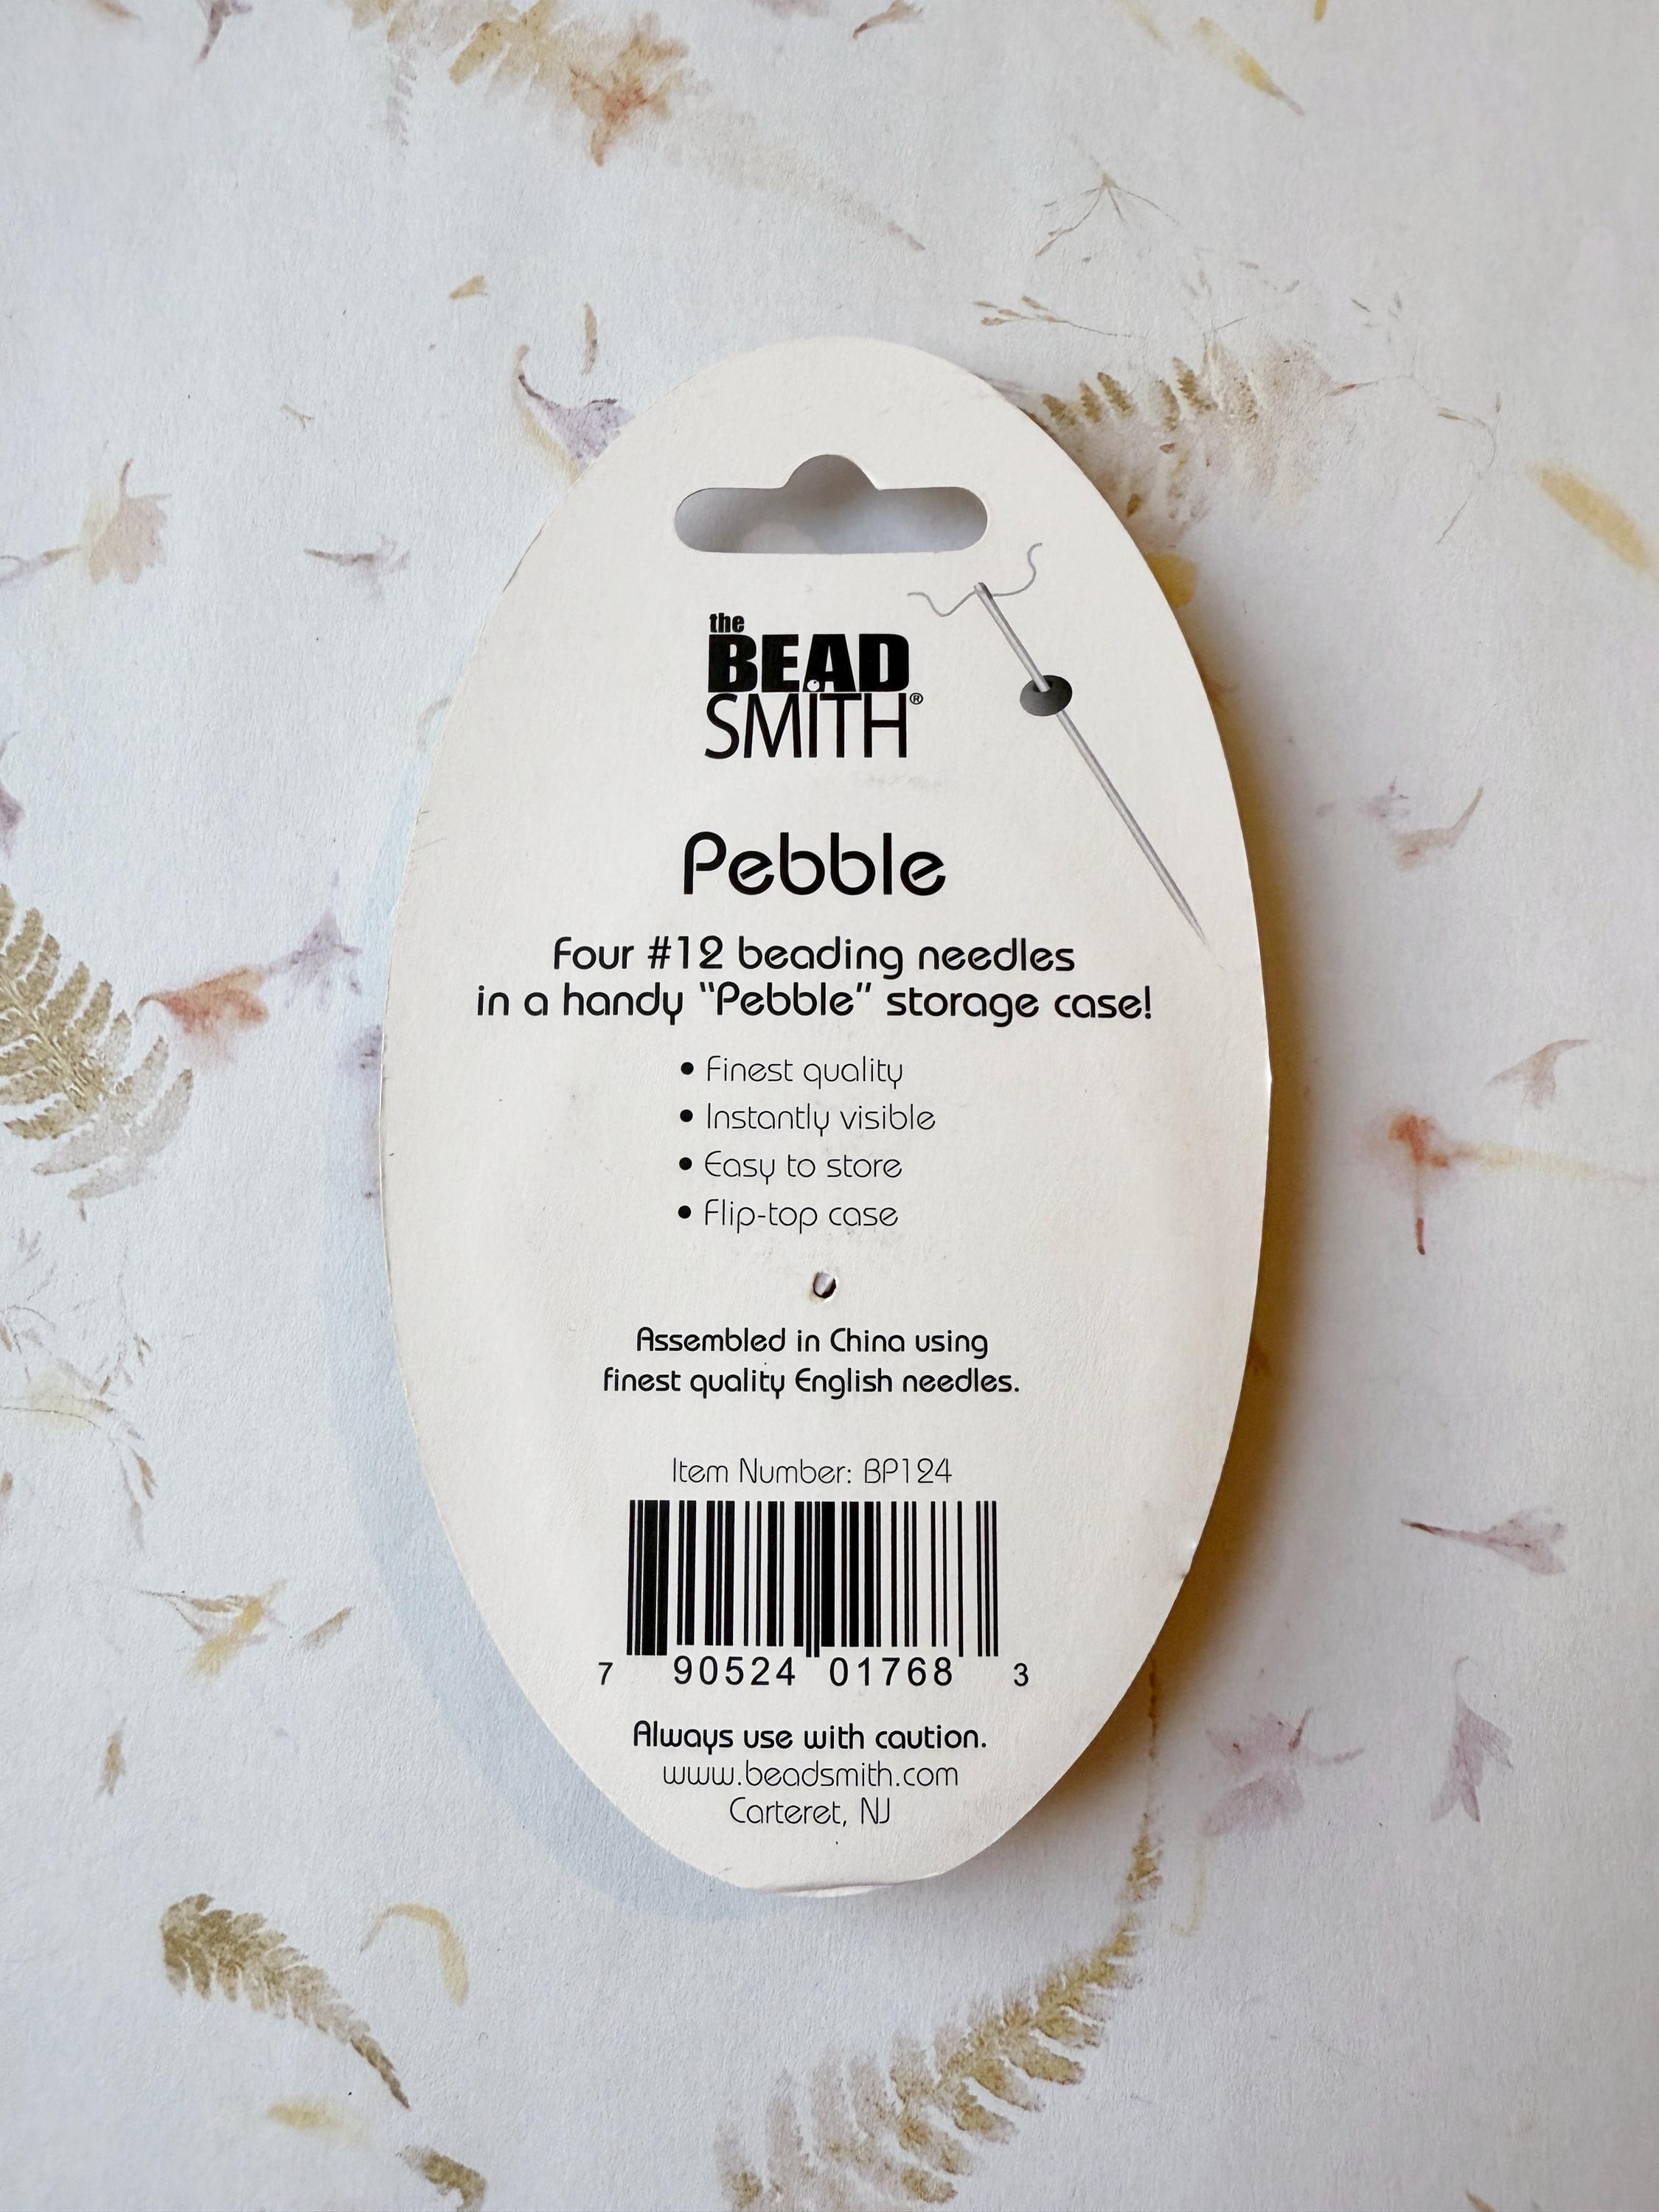 the
BEAD
SMITH®
Pebble
Four #12 beading needles
in a handy "Pebble" storage case!
• Finest quality
• Instantly visible
• Easy to store
• Flip-top case
Assembled in China using
finest quality English needles.
Item Number: BP124
7 90524 01768 3
Always use with caution.
www.beadsmith.com
Carteret, NJ